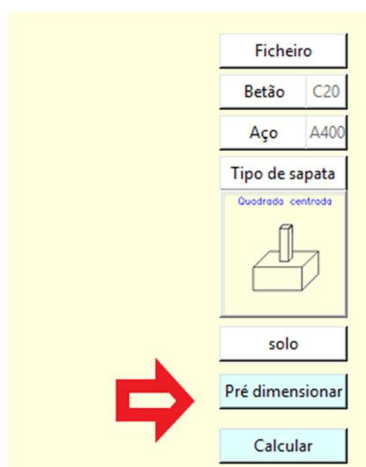 Ficheiro
Betão C20
Aço A400
Tipo de sapata
Quadrada centrada
solo
Pré dimensionar
Calcular